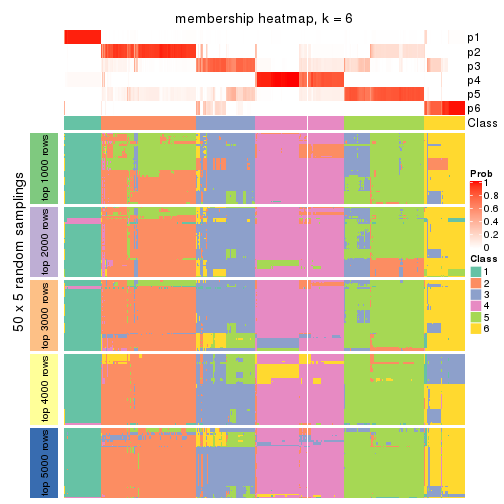 membership heatmap, k = 6
p1
p2
p3
p4
p5
p6
Class
50 x 5 random samplings
top 1000 rows
top 2000 rows
top 3000 rows
top 4000 rows
top 5000 rows
Prob
1
0.8
0.6
0.4
0.2
0
Class
1
2
3
4
5
6